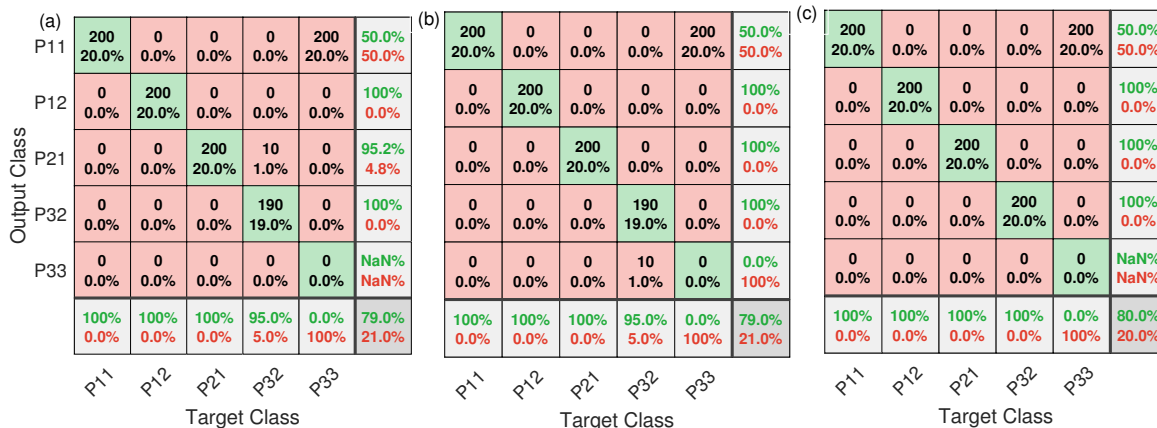 (a)
P11 200 0 0 0 200 50.0%
20.0% 0.0% 0.0% 0.0% 20.0% 50.0%
P12 0 200 0 0 0 100%
0.0% 20.0% 0.0% 0.0% 0.0% 0.0%
P21 0 0 200 10 0 95.2%
0.0% 0.0% 20.0% 1.0% 0.0% 4.8%
P32 0 0 0 190 0 100%
0.0% 0.0% 0.0% 19.0% 0.0% 0.0%
P33 0 0 0 0 0 NaN%
0.0% 0.0% 0.0% 0.0% 0.0% NaN%
100% 100% 100% 95.0% 0.0% 79.0%
0.0% 0.0% 0.0% 5.0% 100% 21.0%
P11 P12 P21 P32 P33
Target Class
Output Class
(b)
200 0 0 0 200 50.0%
20.0% 0.0% 0.0% 0.0% 20.0% 50.0%
0 200 0 0 0 100%
0.0% 20.0% 0.0% 0.0% 0.0% 0.0%
0 0 200 0 0 100%
0.0% 0.0% 20.0% 0.0% 0.0% 0.0%
0 0 0 190 0 100%
0.0% 0.0% 0.0% 19.0% 0.0% 0.0%
0 0 0 10 0 0.0%
0.0% 0.0% 0.0% 1.0% 0.0% 100%
100% 100% 100% 95.0% 0.0% 79.0%
0.0% 0.0% 0.0% 5.0% 100% 21.0%
P11 P12 P21 P32 P33
Target Class
(c)
200 0 0 0 200 50.0%
20.0% 0.0% 0.0% 0.0% 20.0% 50.0%
0 200 0 0 0 100%
0.0% 20.0% 0.0% 0.0% 0.0% 0.0%
0 0 200 0 0 100%
0.0% 0.0% 20.0% 0.0% 0.0% 0.0%
0 0 0 200 0 100%
0.0% 0.0% 0.0% 20.0% 0.0% 0.0%
0 0 0 0 0 NaN%
0.0% 0.0% 0.0% 0.0% 0.0% NaN%
100% 100% 100% 100% 0.0% 80.0%
0.0% 0.0% 0.0% 0.0% 100% 20.0%
P11 P12 P21 P32 P33
Target Class